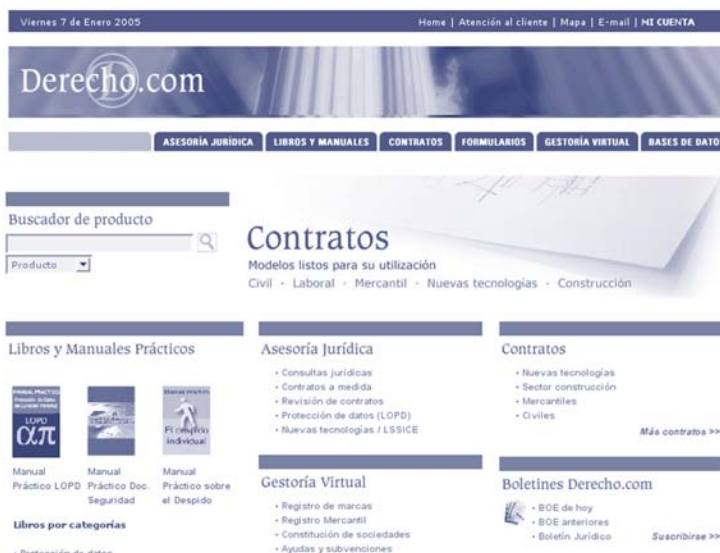 Viernes 7 de Enero 2005
Home | Atención al cliente | Mapa | E-mail | MI CUENTA
Derecho.com
ASESORÍA JURÍDICA LIBROS Y MANUALES CONTRATOS FORMULARIOS GESTORÍA VIRTUAL BASES DE DATO
Buscador de producto
Producto
Contratos
Modelos listos para su utilización
Civil - Laboral - Mercantil - Nuevas tecnologías - Construcción
Libros y Manuales Prácticos
LOPD
απ
El despido
individual
Manual
Práctico LOPD
Manual
Práctico Doc.
Seguridad
Manual
Práctico sobre
el Despido
Libros por categorías
- Protección de datos
Asesoría Jurídica
- Consultas jurídicas
- Contratos a medida
- Revisión de contratos
- Protección de datos (LOPD)
- Nuevas tecnologías / LSSICE
Gestoría Virtual
- Registro de marcas
- Registro Mercantil
- Constitución de sociedades
- Ayudas y subvenciones
Contratos
- Nuevas tecnologías
- Sector construcción
- Mercantiles
- Civiles
Más contratos >>
Boletines Derecho.com
- BOE de hoy
- BOE anteriores
- Boletín Jurídico
Suscribirse >>